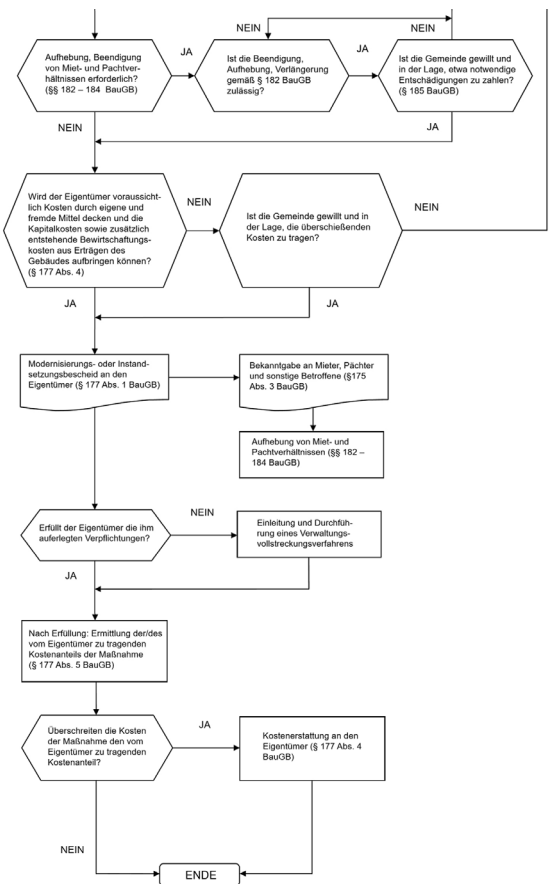 NEIN
NEIN
Aufhebung, Beendigung
von Miet- und Pachtver-
hältnissen erforderlich?
(§§ 182 – 184  BauGB)
JA
Ist die Beendigung,
Aufhebung, Verlängerung
gemäß § 182 BauGB
zulässig?
JA
Ist die Gemeinde gewillt und
in der Lage, etwa notwendige
Entschädigungen zu zahlen?
(§ 185 BauGB)
NEIN
JA
Wird der Eigentümer voraussicht-
lich Kosten durch eigene und
fremde Mittel decken und die
Kapitalkosten sowie zusätzlich
entstehende Bewirtschaftungs-
kosten aus Erträgen des
Gebäudes aufbringen können?
(§ 177 Abs. 4)
NEIN
Ist die Gemeinde gewillt und in
der Lage, die überschießenden
Kosten zu tragen?
NEIN
JA
JA
Modernisierungs- oder Instand-
setzungsbescheid an den
Eigentümer (§ 177 Abs. 1 BauGB)
Bekanntgabe an Mieter, Pächter
und sonstige Betroffene (§175
Abs. 3 BauGB)
Aufhebung von Miet- und
Pachtverhältnissen (§§ 182 –
184 BauGB)
Erfüllt der Eigentümer die ihm
auferlegten Verpflichtungen?
NEIN
Einleitung und Durchfüh-
rung eines Verwaltungs-
vollstreckungsverfahrens
JA
Nach Erfüllung: Ermittlung der/des
vom Eigentümer zu tragenden
Kostenanteils der Maßnahme
(§ 177 Abs. 5 BauGB)
Überschreiten die Kosten
der Maßnahme den vom
Eigentümer zu tragenden
Kostenanteil?
JA
Kostenerstattung an den
Eigentümer (§ 177 Abs. 4
BauGB)
NEIN
ENDE